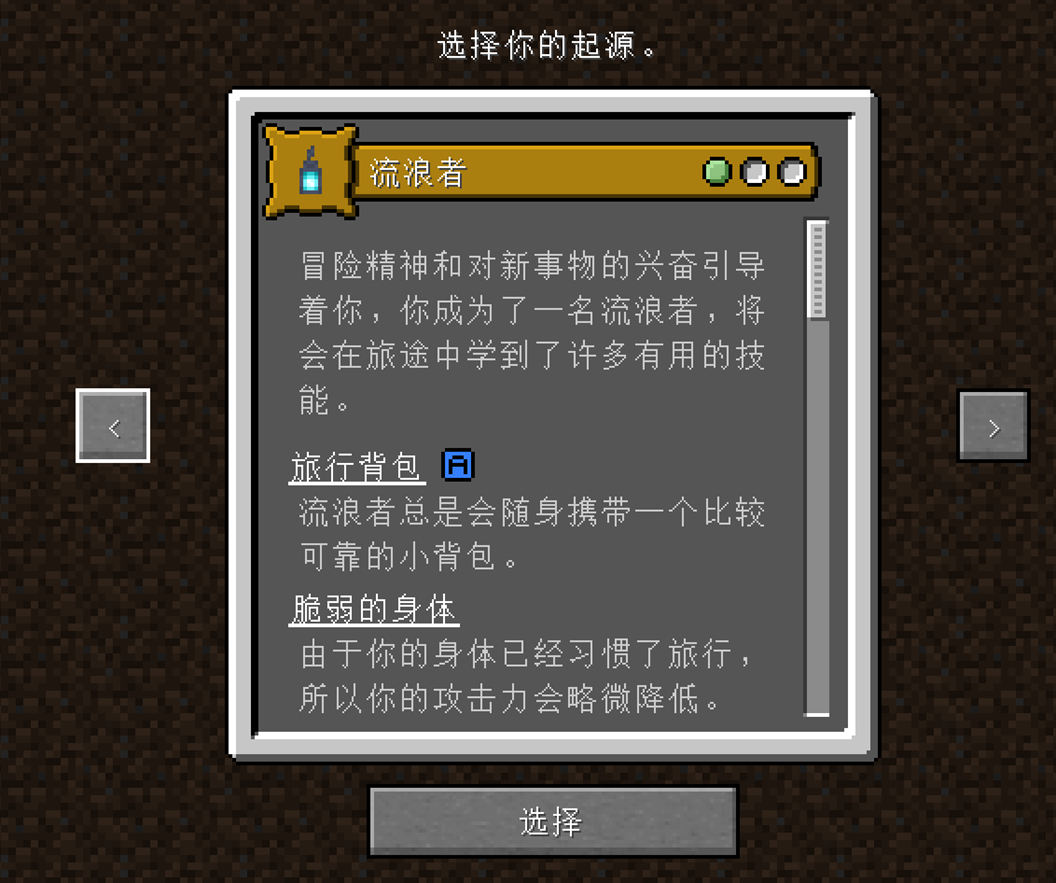 选择你的起源。
流浪者
冒险精神和对新事物的兴奋引导
着你，你成为了一名流浪者，将
会在旅途中学到了许多有用的技
能。
旅行背包 A
流浪者总是会随身携带一个比较
可靠的小背包。
脆弱的身体
由于你的身体已经习惯了旅行，
所以你的攻击力会略微降低。
<
>
选择